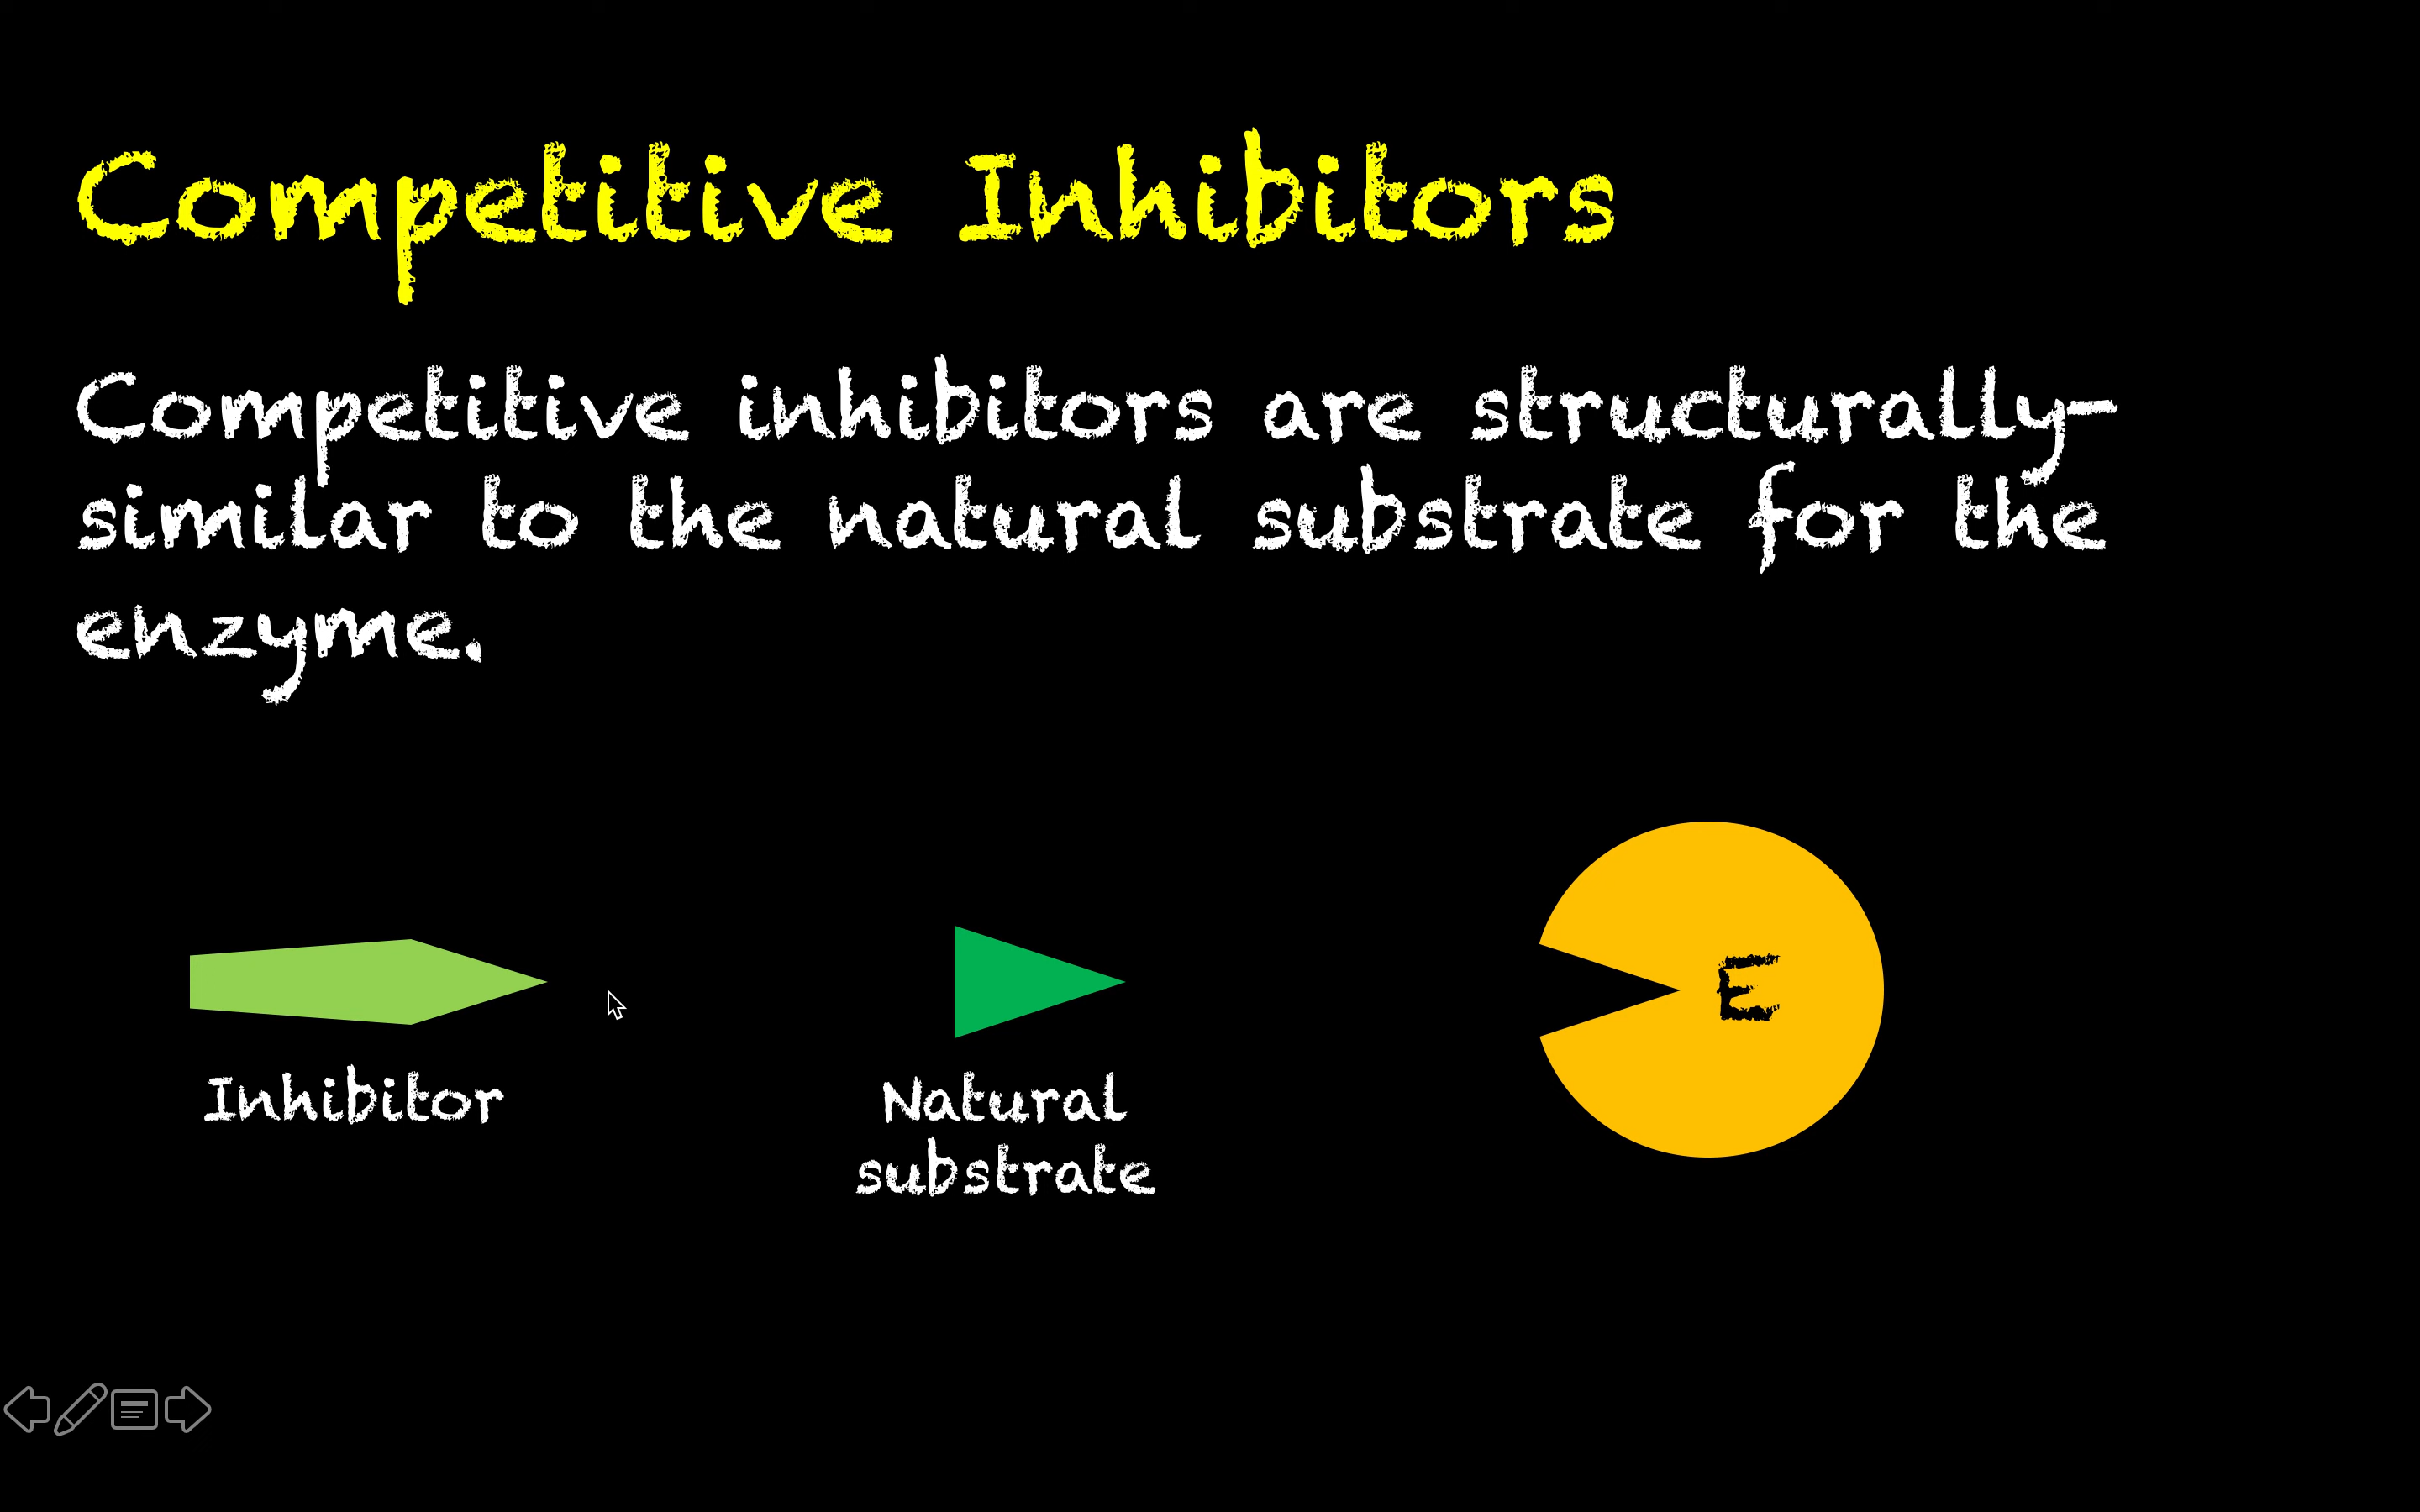 Competitive Inhibitors
Competitive inhibitors are structurally-
similar to the natural substrate for the
enzyme.
E
Inhibitor
Natural
substrate